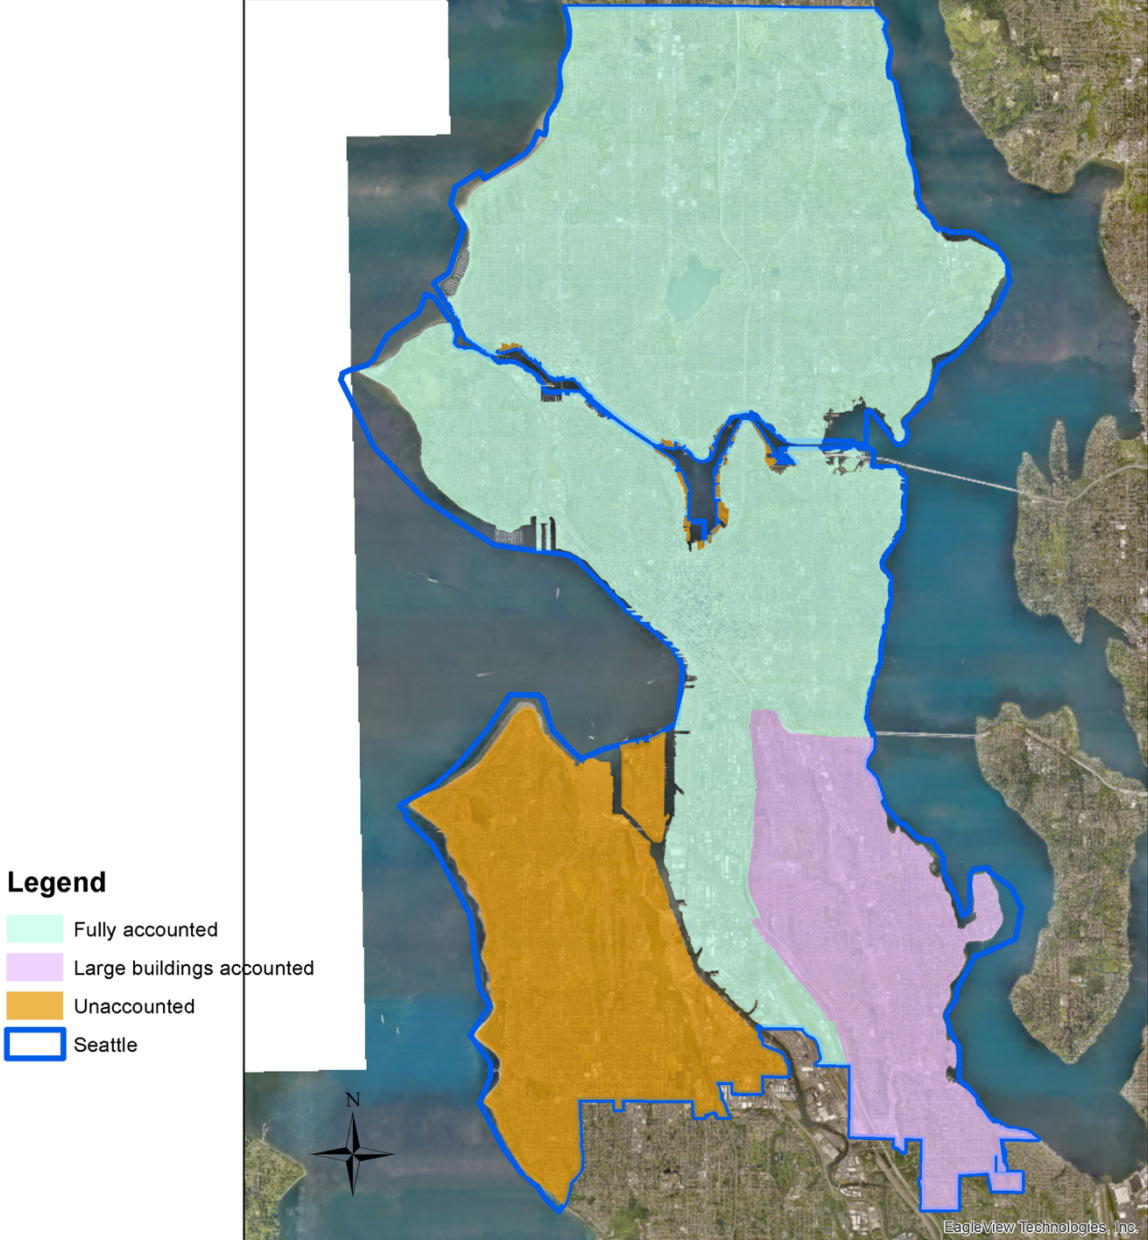 Legend
Fully accounted
Large buildings accounted
Unaccounted
Seattle
N
EagleView Technologies, Inc.